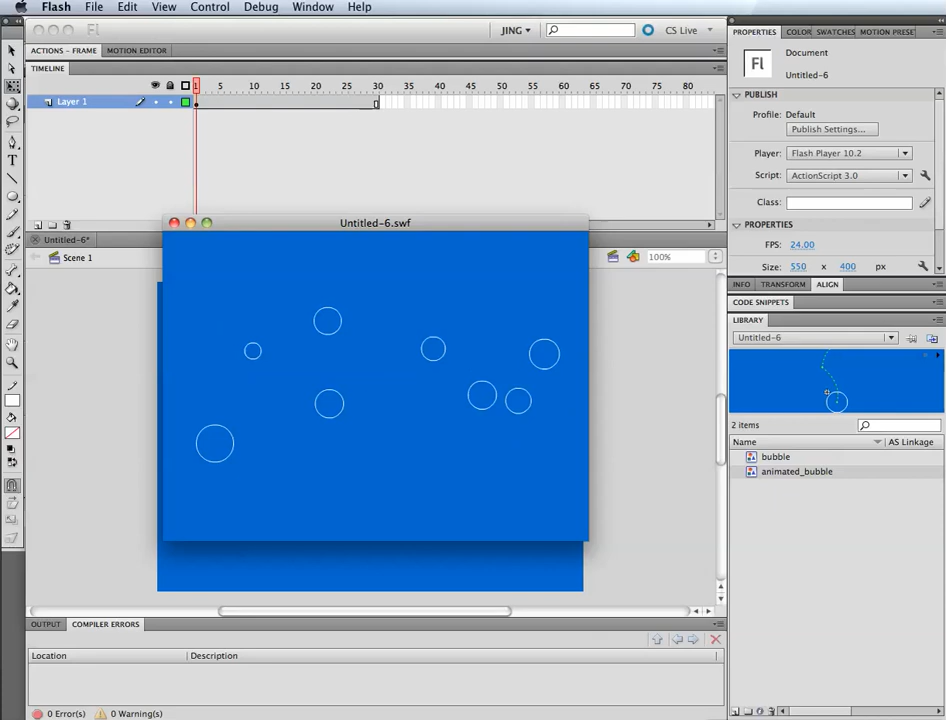 Flash File Edit View Control Debug Window Help
Fl JING CS Live
ACTIONS - FRAME MOTION EDITOR
TIMELINE
1 5 10 15 20 25 30 35 40 45 50 55 60 65 70 75 80
Layer 1
Untitled-6.swf
Untitled-6*
Scene 1 100%
OUTPUT COMPILER ERRORS
Location Description
0 Error(s) 0 Warning(s)
PROPERTIES COLOR SWATCHES MOTION PRESET
Fl Document
Untitled-6
PUBLISH
Profile: Default
Publish Settings...
Player: Flash Player 10.2
Script: ActionScript 3.0
Class:
PROPERTIES
FPS: 24.00
Size: 550 x 400 px
INFO TRANSFORM ALIGN
CODE SNIPPETS
LIBRARY
Untitled-6
2 items
Name AS Linkage
bubble
animated_bubble